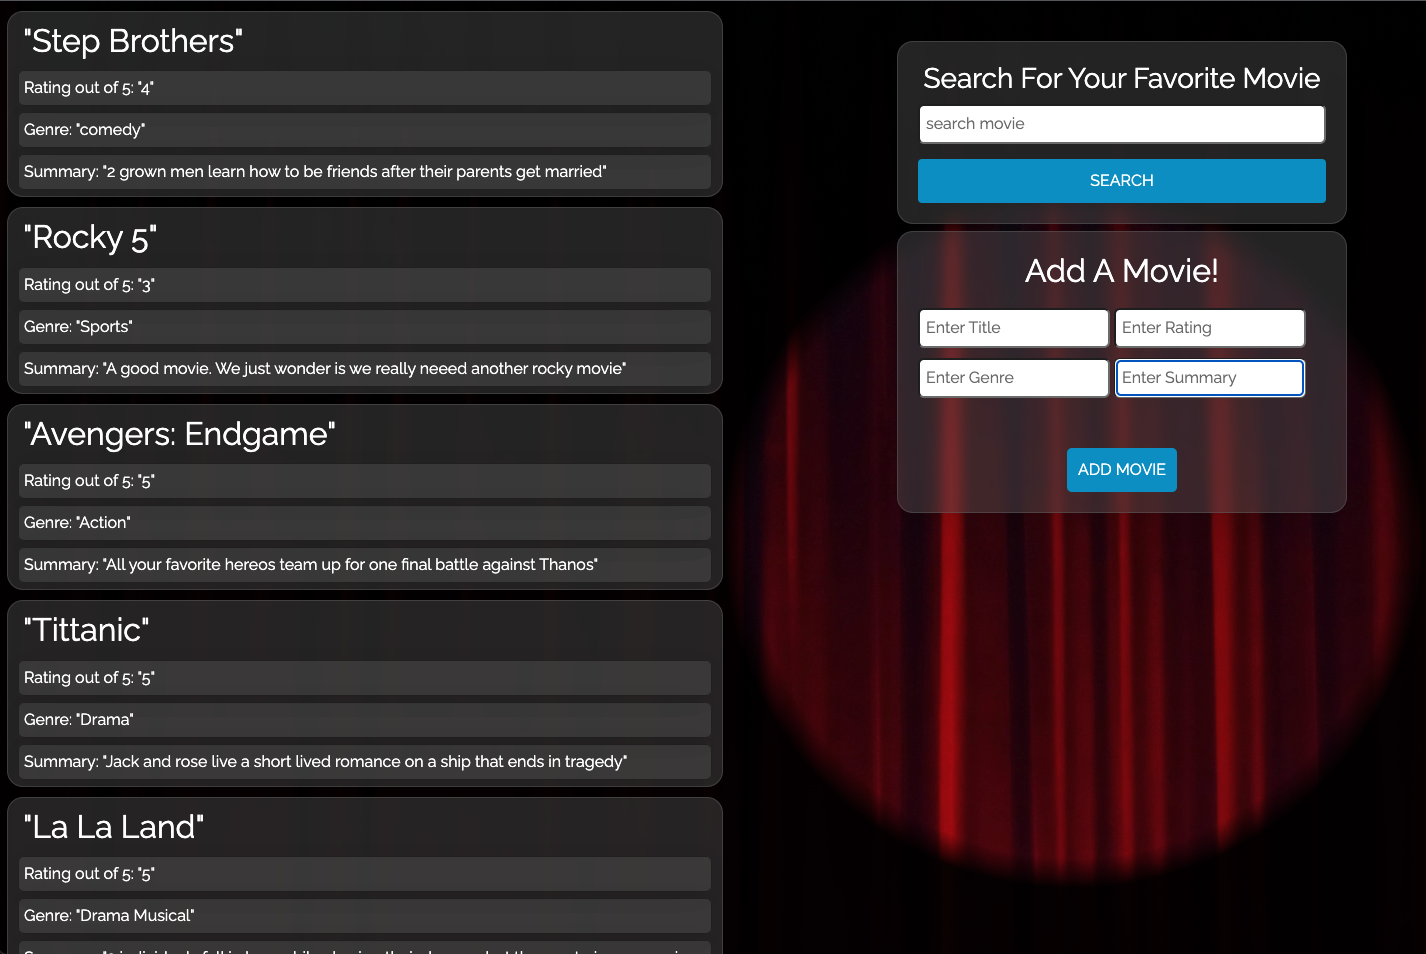 "Step Brothers"
Rating out of 5: "4"
Genre: "comedy"
Summary: "2 grown men learn how to be friends after their parents get married"
"Rocky 5"
Rating out of 5: "3"
Genre: "Sports"
Summary: "A good movie. We just wonder is we really neeed another rocky movie"
"Avengers: Endgame"
Rating out of 5: "5"
Genre: "Action"
Summary: "All your favorite hereos team up for one final battle against Thanos"
"Tittanic"
Rating out of 5: "5"
Genre: "Drama"
Summary: "Jack and rose live a short lived romance on a ship that ends in tragedy"
"La La Land"
Rating out of 5: "5"
Genre: "Drama Musical"
Search For Your Favorite Movie
search movie
SEARCH
Add A Movie!
Enter Title Enter Rating
Enter Genre Enter Summary
ADD MOVIE